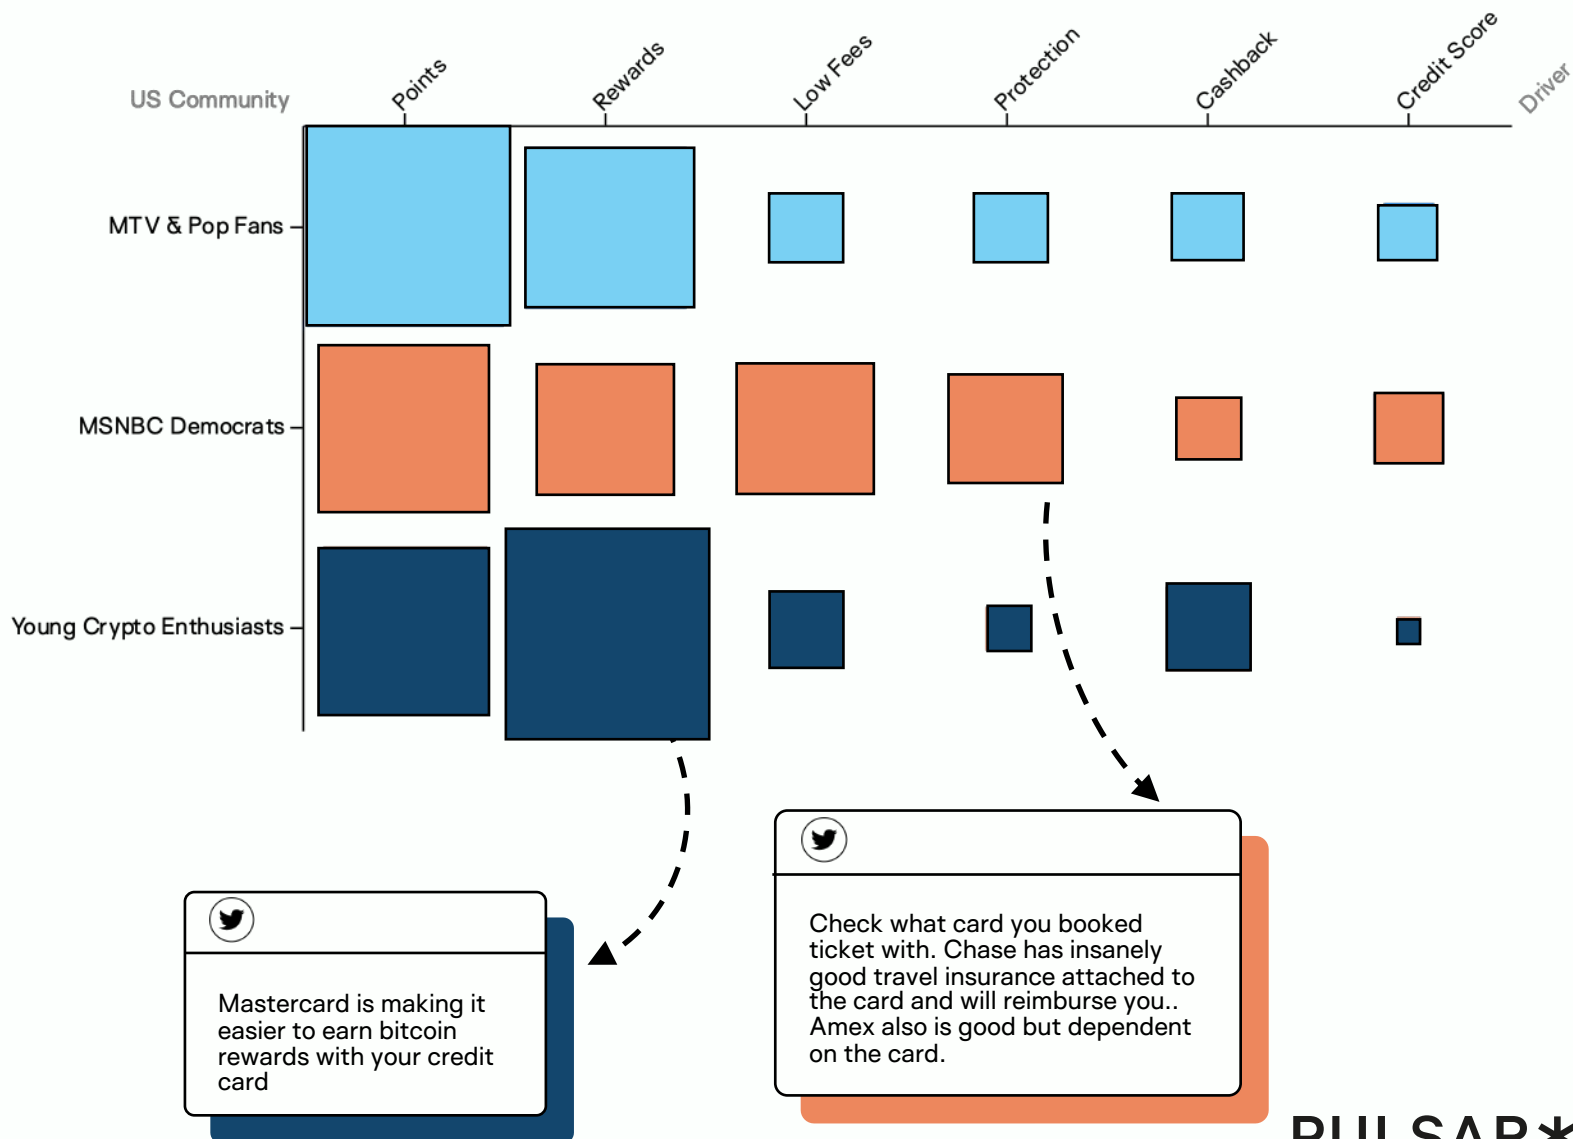 US Community
Points
Rewards
Low Fees
Protection
Cashback
Credit Score
Driver
MTV & Pop Fans
MSNBC Democrats
Young Crypto Enthusiasts
Mastercard is making it
easier to earn bitcoin
rewards with your credit
card
Check what card you booked
ticket with. Chase has insanely
good travel insurance attached to
the card and will reimburse you..
Amex also is good but dependent
on the card.
PULSAR*